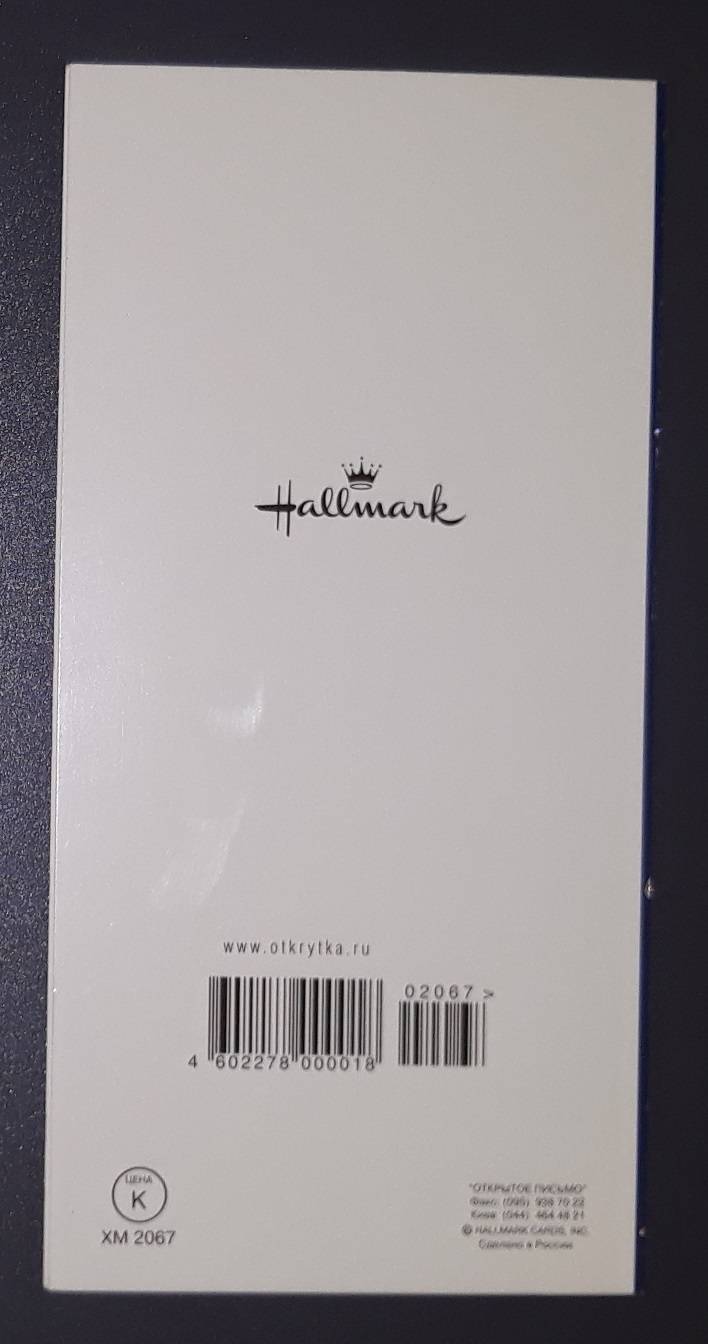 Hallmark
www.otkrytka.ru
02067 >
4 602278 000018
ЦЕНА
К
ХМ 2067
"ОТКРЫТОЕ ПИСЬМО"
Факс: (095) 938 70 22
Киев: (044) 464 48 21
© HALLMARK CARDS, INC.
Сделано в России